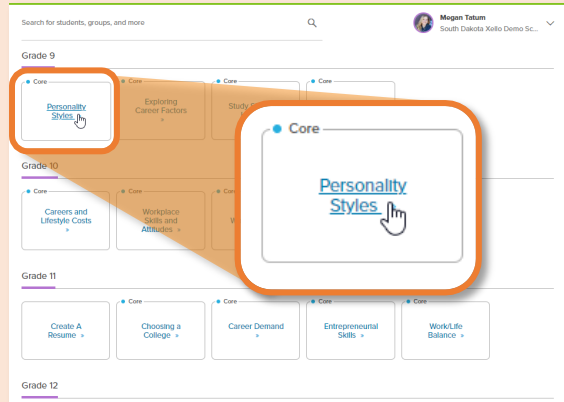 Search for students, groups, and more
Megan Tatum
South Dakota Xello Demo Sc...
Grade 9
Core
Core
Core
Core
Personality
Styles
Exploring
Career Factors
»
Study
Core
Personality
Styles
Grade 10
Core
Core
Careers and
Lifestyle Costs
»
Workplace
Skills and
Attitudes »
Grade 11
Core
Core
Core
Core
Create A
Resume »
Choosing a
College »
Career Demand
»
Entrepreneurial
Skills »
Work/Life
Balance »
Grade 12